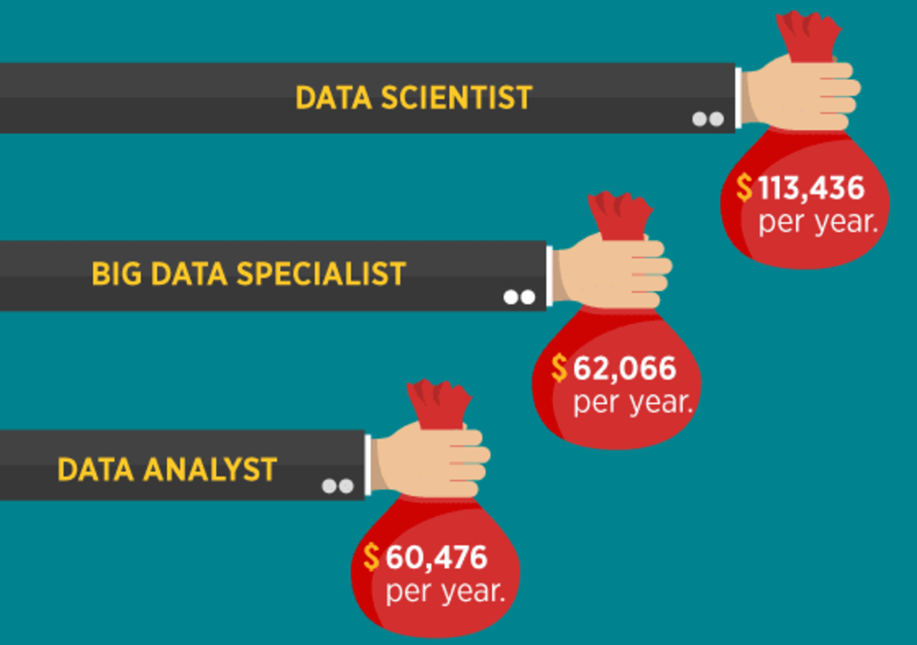 DATA SCIENTIST
$113,436
per year.
BIG DATA SPECIALIST
$62,066
per year.
DATA ANALYST
$60,476
per year.